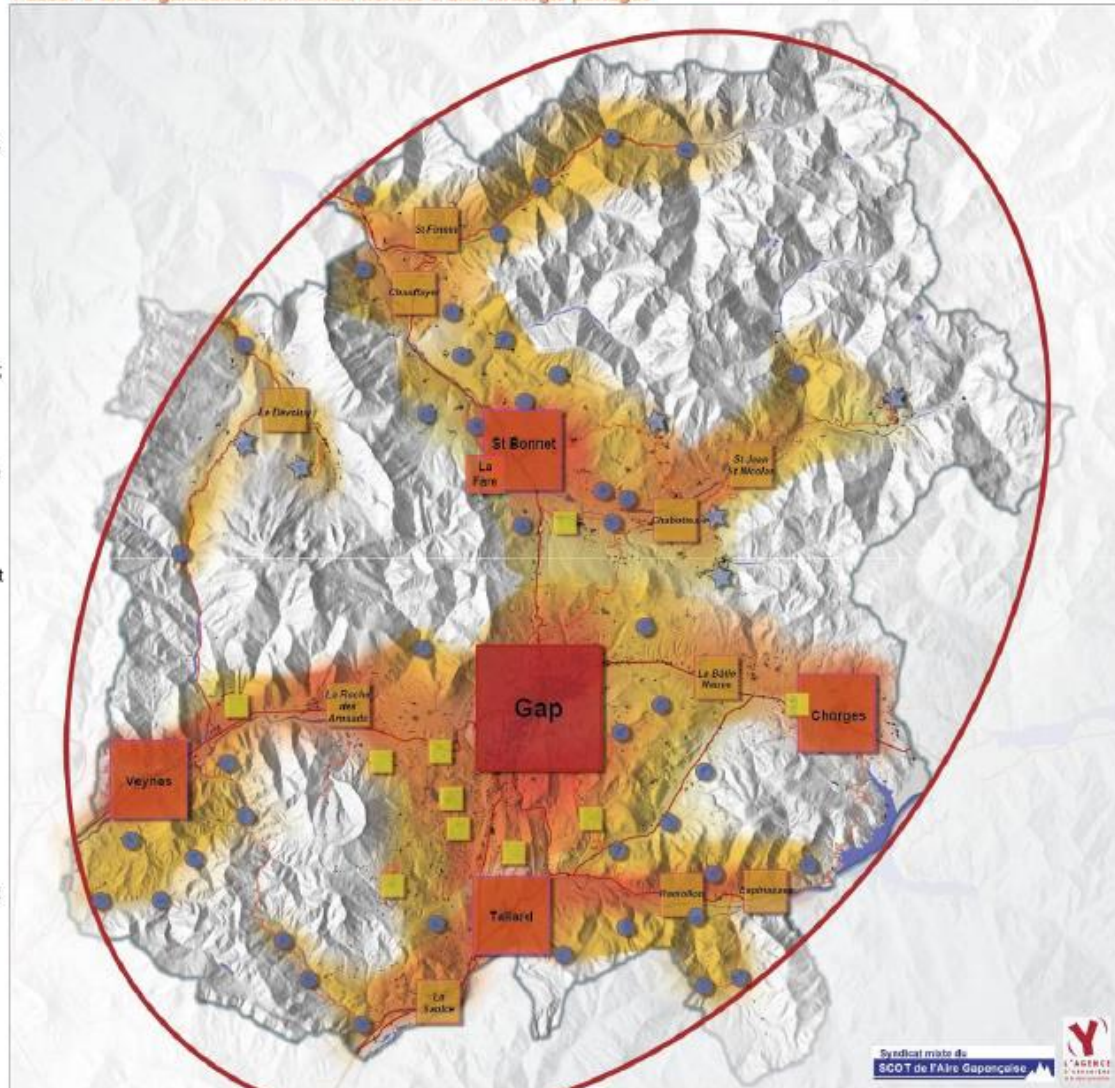 St Firmin
Chauffayer
Le Dévoluy
St Bonnet
La
Fare
St Jean
St Nicolas
Chabottes
Gap
La Bâtie
Neuve
Chorges
La Roche
des
Arnauds
Veynes
Tallard
Remollon
Espinasses
La
Saulce
Syndicat mixte du
SCOT de l'Aire Gapençaise
L'AGENCE